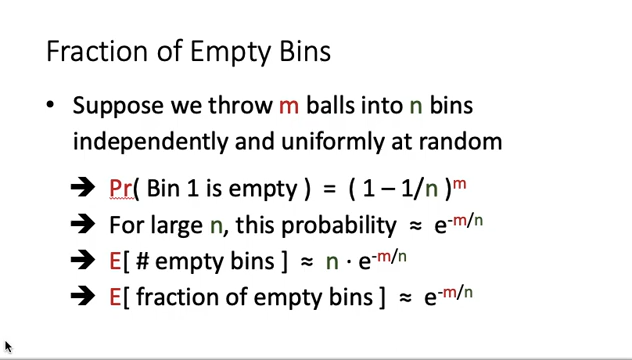 Fraction of Empty Bins
• Suppose we throw m balls into n bins
independently and uniformly at random
➔ Pr( Bin 1 is empty ) = ( 1 – 1/n )^m
➔ For large n, this probability ≈ e^-m/n
➔ E[ # empty bins ] ≈ n · e^-m/n
➔ E[ fraction of empty bins ] ≈ e^-m/n